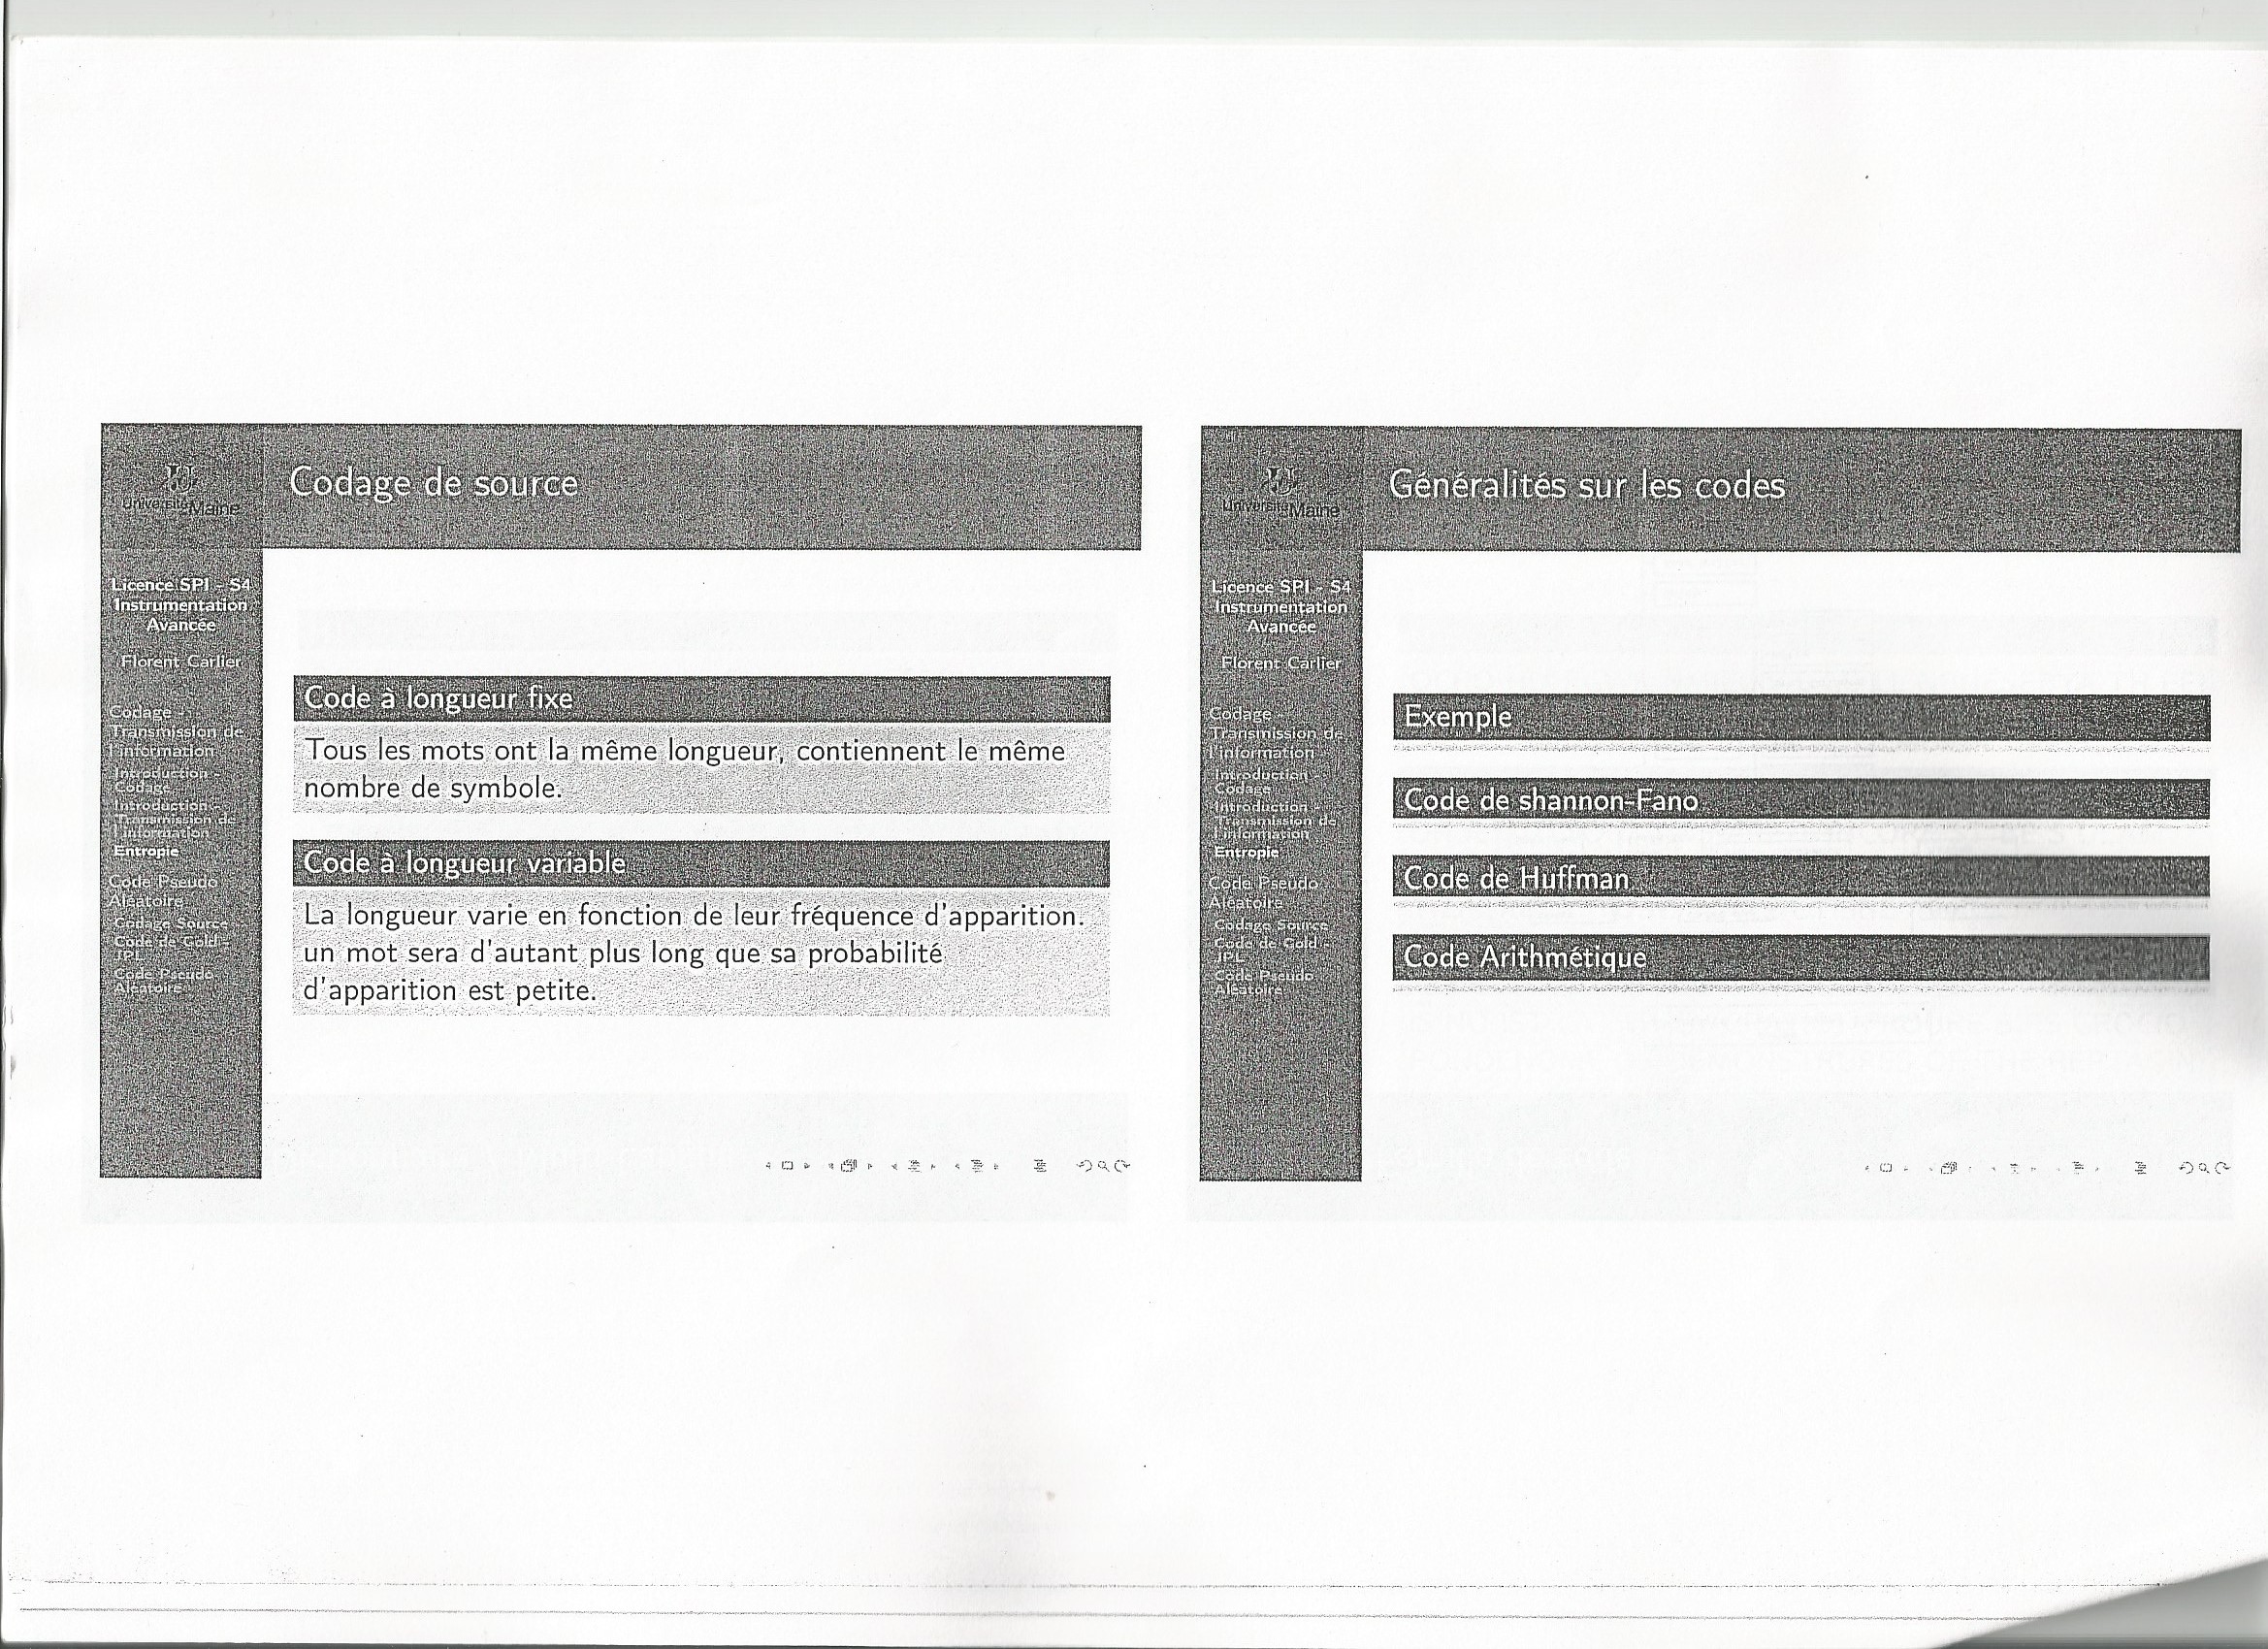 Université du Maine
Codage de source
Licence SPI - S4
Instrumentation
Avancée
Florent Carlier
Codage -
Transmission de
l'information
Introduction -
Codage
Introduction -
Transmission de
l'information
Entropie
Code Pseudo
Aléatoire
Codage Source
Code de Gold -
JPL
Code Pseudo
Aléatoire
Code à longueur fixe
Tous les mots ont la même longueur, contiennent le même
nombre de symbole.
Code à longueur variable
La longueur varie en fonction de leur fréquence d'apparition.
un mot sera d'autant plus long que sa probabilité
d'apparition est petite.
Université du Maine
Généralités sur les codes
Licence SPI - S4
Instrumentation
Avancée
Florent Carlier
Codage -
Transmission de
l'information
Introduction -
Codage
Introduction -
Transmission de
l'information
Entropie
Code Pseudo
Aléatoire
Codage Source
Code de Gold -
JPL
Code Pseudo
Aléatoire
Exemple
Code de shannon-Fano
Code de Huffman
Code Arithmétique